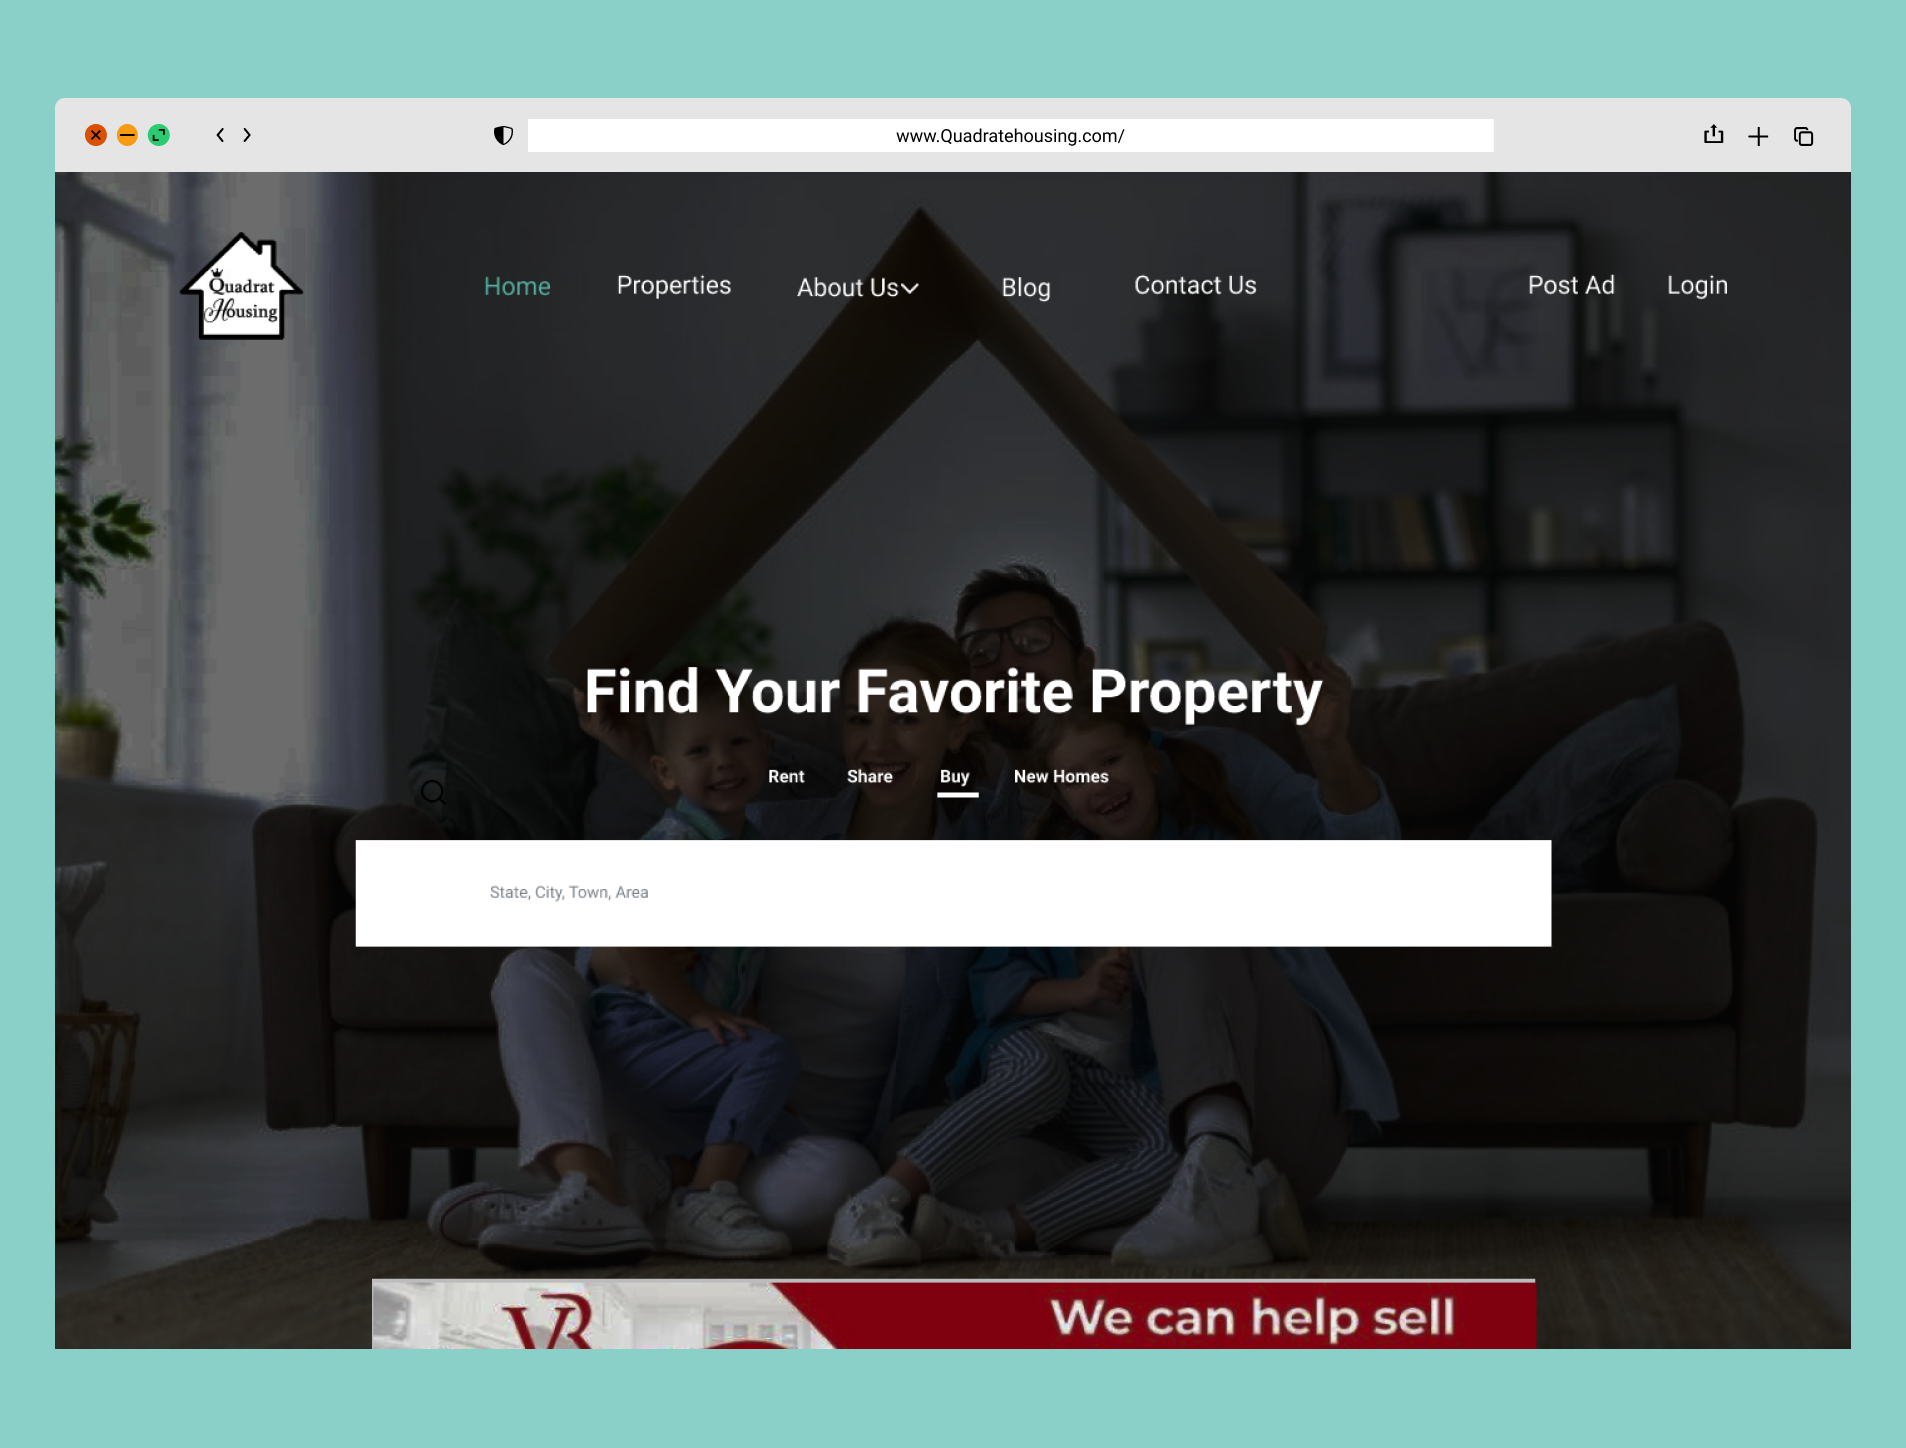 www.Quadratehousing.com/
Quadrat
Housing
Home Properties About Us Blog Contact Us Post Ad Login
Find Your Favorite Property
Rent Share Buy New Homes
State, City, Town, Area
VR
We can help sell